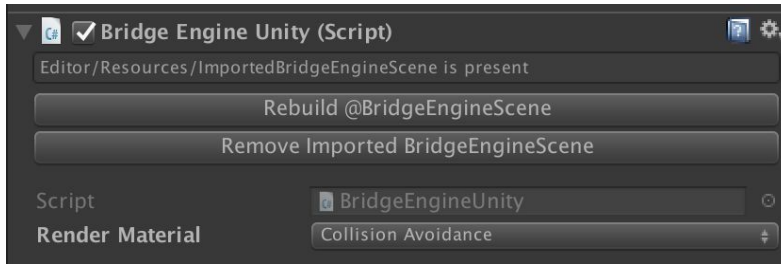 Bridge Engine Unity (Script)
Editor/Resources/ImportedBridgeEngineScene is present
Rebuild @BridgeEngineScene
Remove Imported BridgeEngineScene
Script BridgeEngineUnity
Render Material Collision Avoidance